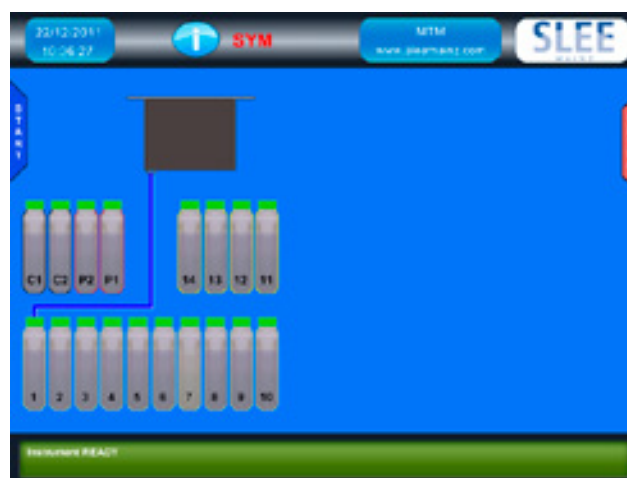 22/12/2011
10:36:27
SYM
MTM
www.sleemainz.com
SLEE
MAINZ
START
C1 C2 P2 P1
14 13 12 11
1 2 3 4 5 6 7 8 9 10
Instrument READY